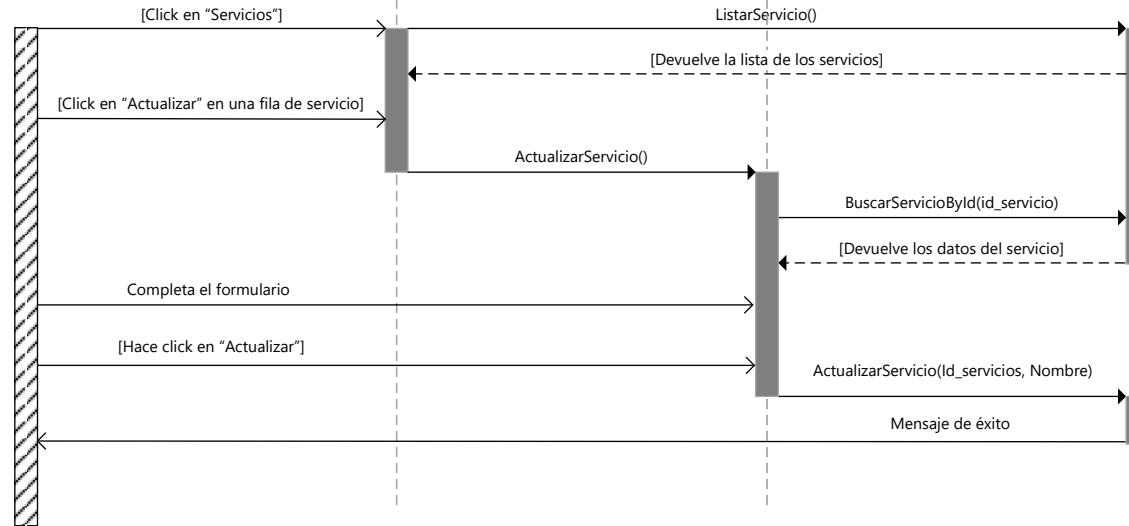 [Click en “Servicios”]
ListarServicio()
[Devuelve la lista de los servicios]
[Click en “Actualizar” en una fila de servicio]
ActualizarServicio()
BuscarServicioById(id_servicio)
[Devuelve los datos del servicio]
Completa el formulario
[Hace click en “Actualizar”]
ActualizarServicio(Id_servicios, Nombre)
Mensaje de éxito